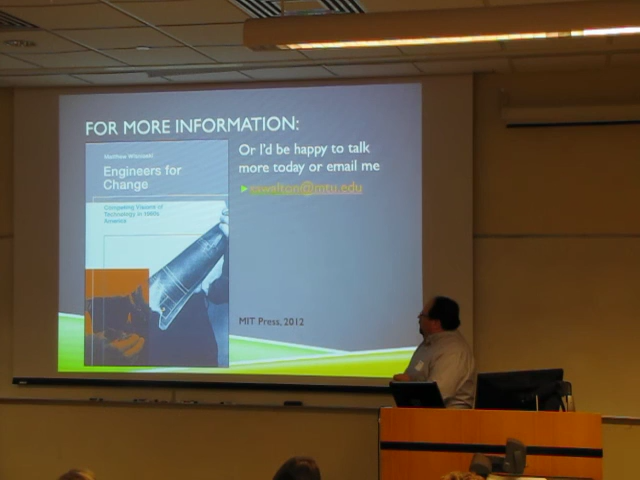 FOR MORE INFORMATION:
Or I'd be happy to talk
more today or email me
Matthew Wisnioski
Engineers for
Change
Competing Visions of
Technology in 1960s
America
MIT Press, 2012